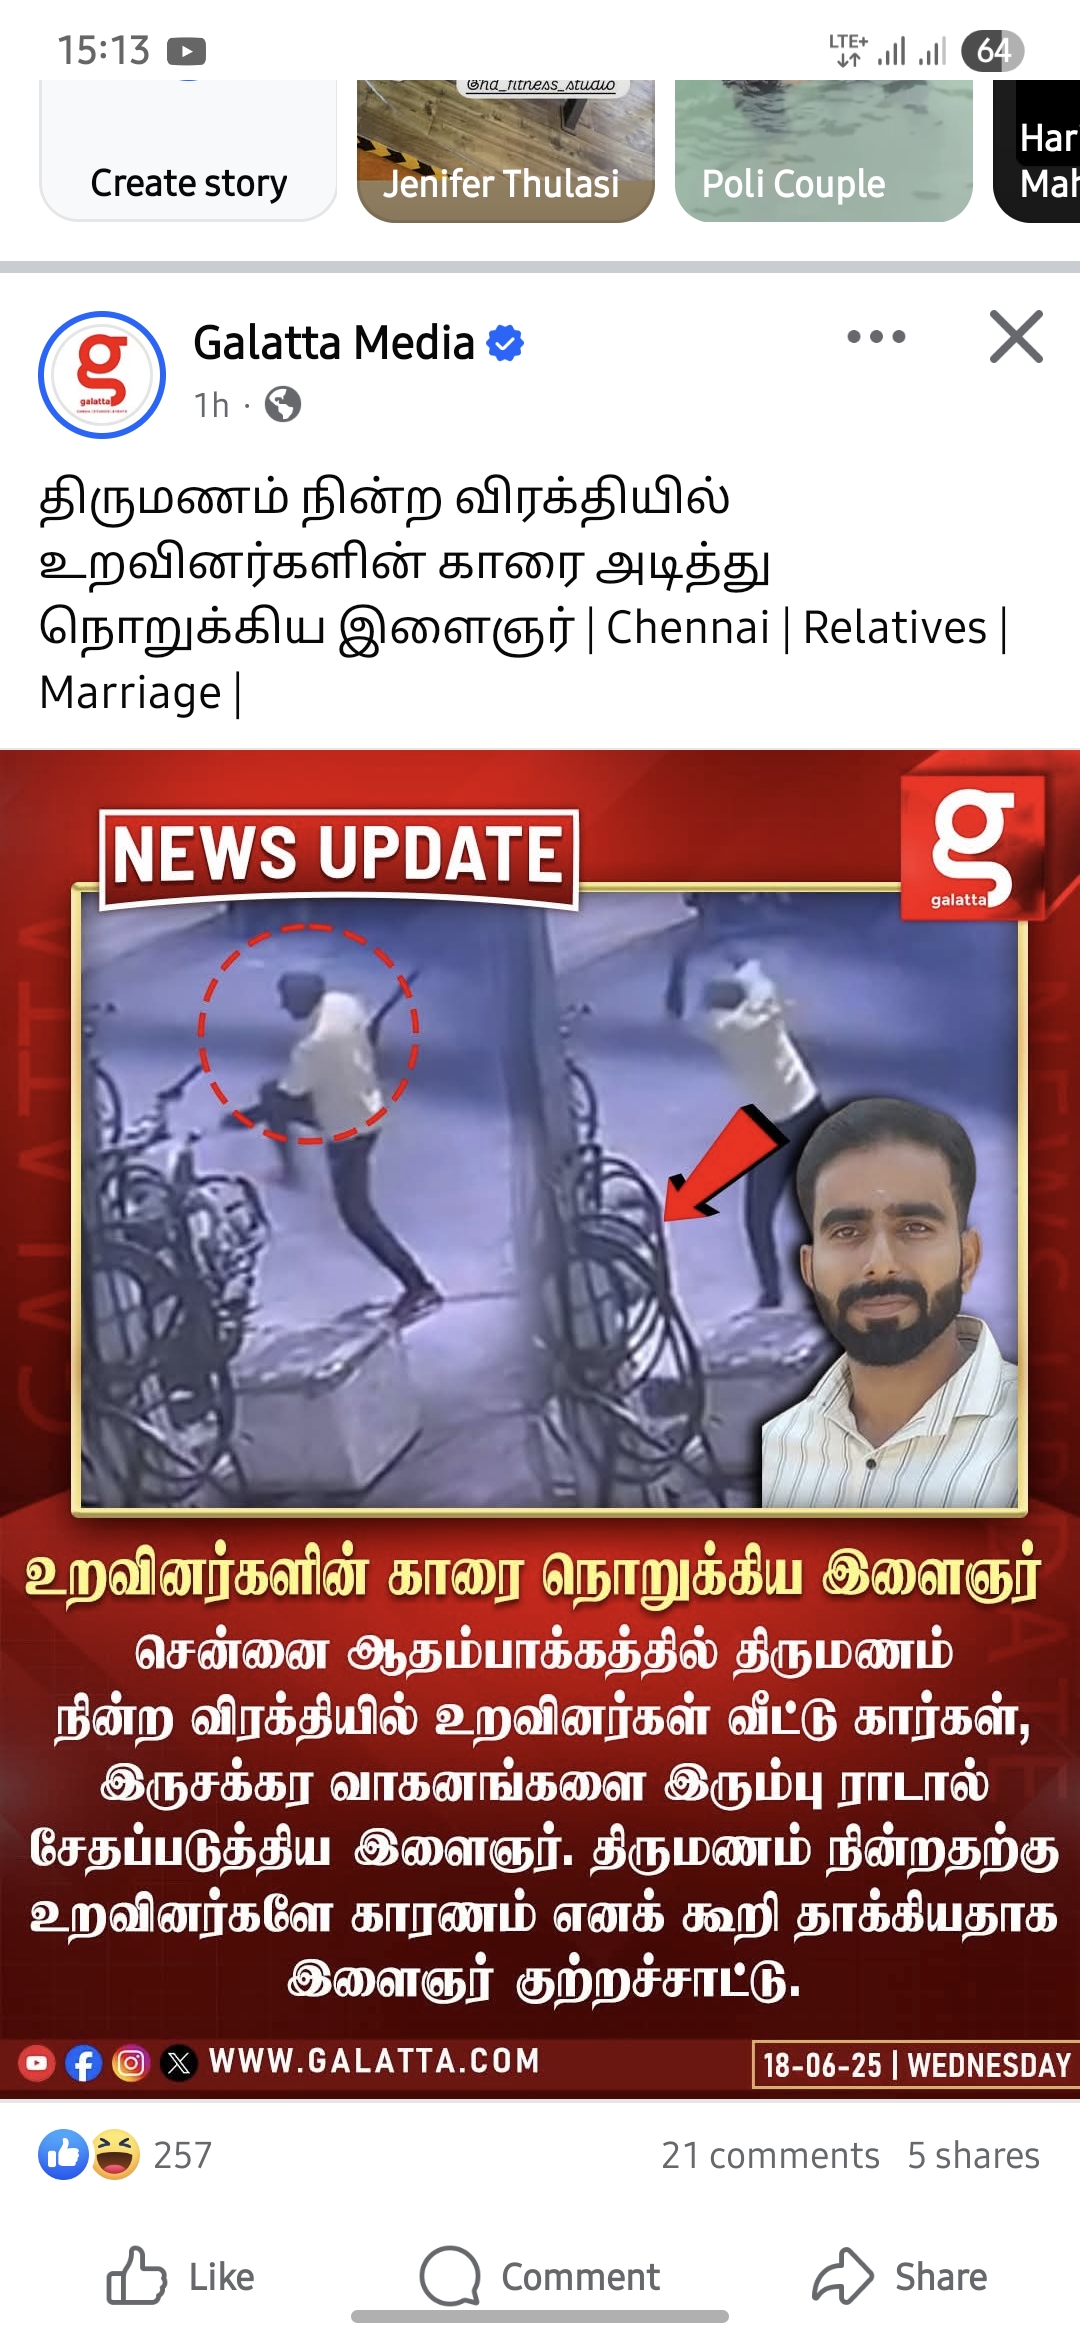 15:13
LTE+
64
@hd_fitness_studio
Create story
Jenifer Thulasi
Poli Couple
Har
Mah
Galatta Media
1h ·
திருமணம் நின்ற விரக்தியில்
உறவினர்களின் காரை அடித்து
நொறுக்கிய இளைஞர் | Chennai | Relatives |
Marriage |
NEWS UPDATE
g
galatta
உறவினர்களின் காரை நொறுக்கிய இளைஞர்
சென்னை ஆதம்பாக்கத்தில் திருமணம்
நின்ற விரக்தியில் உறவினர்கள் வீட்டு கார்கள்,
இருசக்கர வாகனங்களை இரும்பு ராடால்
சேதப்படுத்திய இளைஞர். திருமணம் நின்றதற்கு
உறவினர்களே காரணம் எனக் கூறி தாக்கியதாக
இளைஞர் குற்றச்சாட்டு.
WWW.GALATTA.COM
18-06-25 | WEDNESDAY
257
21 comments 5 shares
Like
Comment
Share